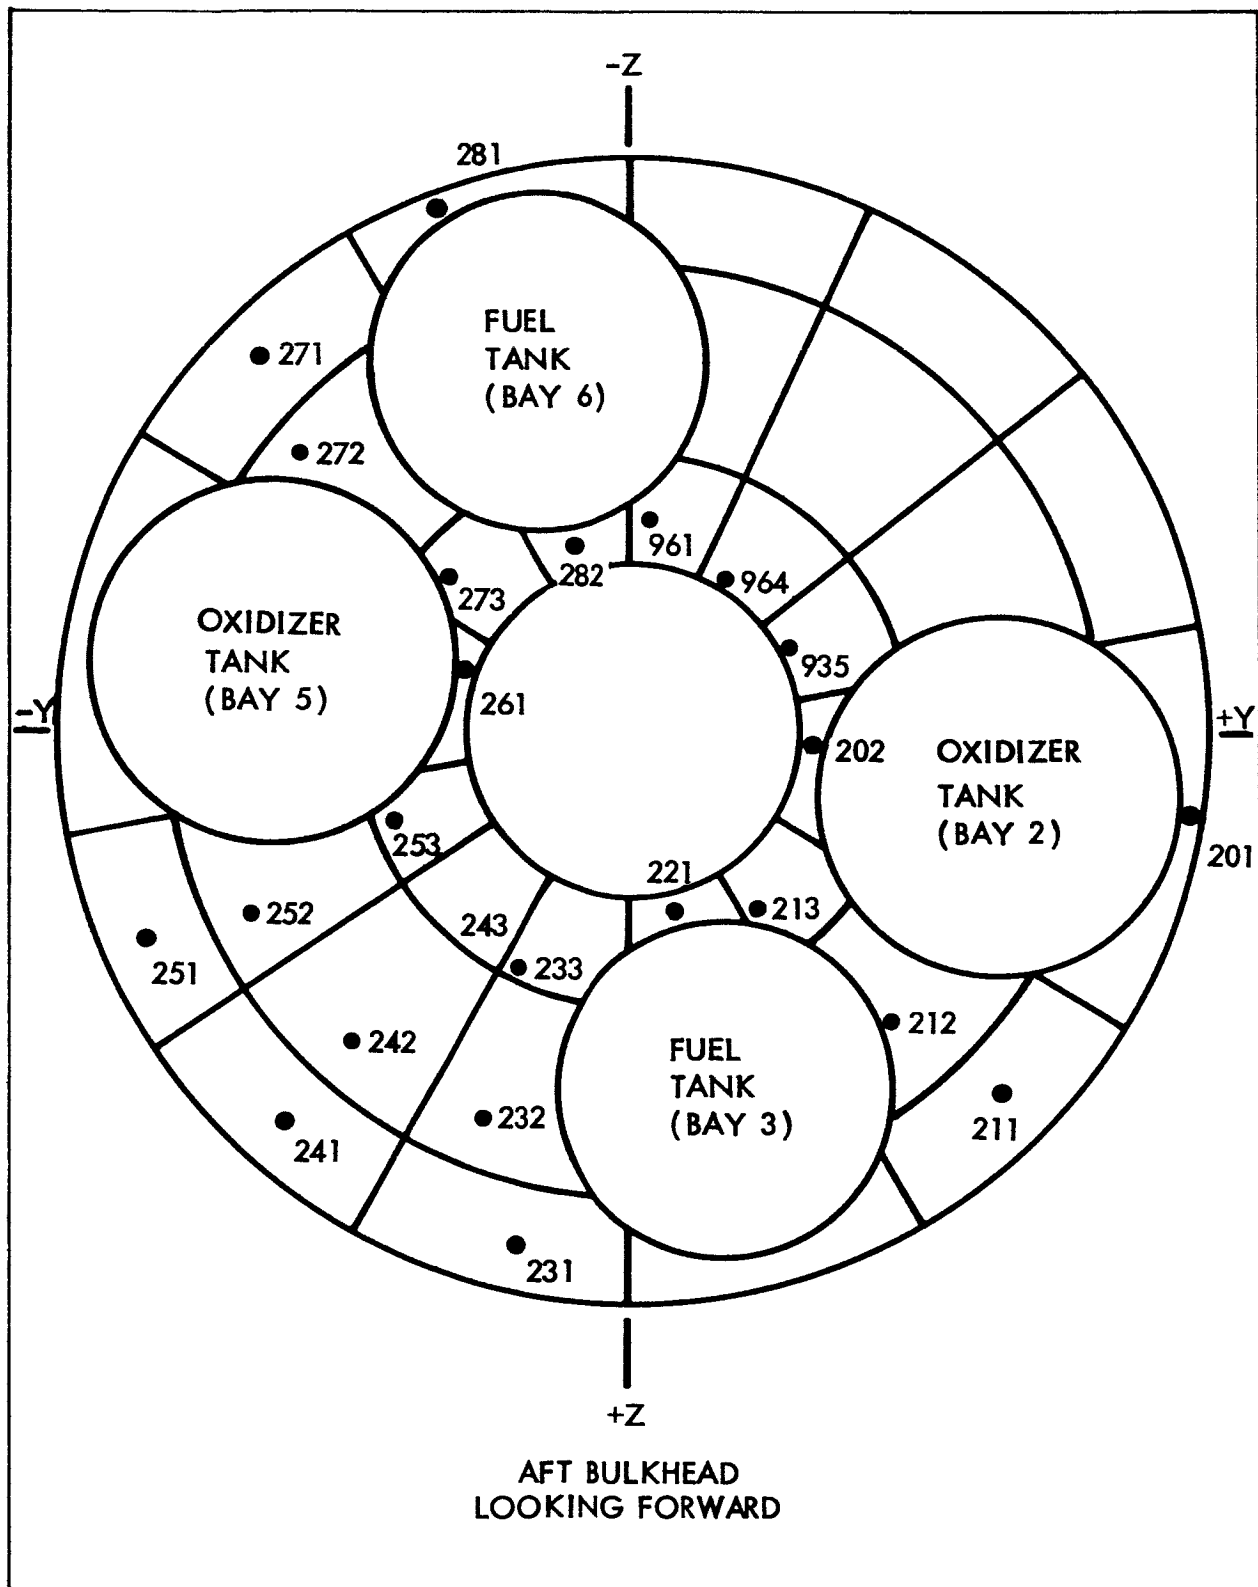 -Z
281
271
FUEL
TANK
(BAY 6)
272
961
282
964
273
OXIDIZER
TANK
(BAY 5)
935
261
-Y
+Y
202
OXIDIZER
TANK
(BAY 2)
201
253
221
213
252
243
251
233
212
242
FUEL
TANK
(BAY 3)
232
211
241
231
+Z
AFT BULKHEAD
LOOKING FORWARD